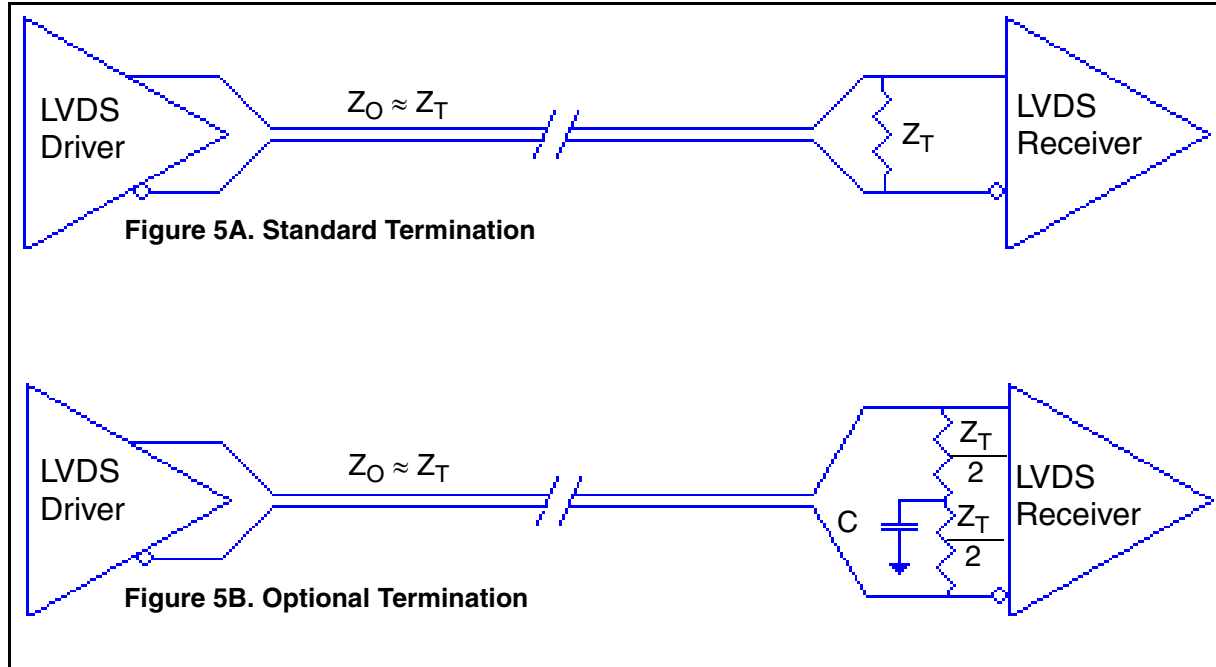 LVDS
Driver
Z_O ≈ Z_T
Z_T
LVDS
Receiver
Figure 5A. Standard Termination
LVDS
Driver
Z_O ≈ Z_T
C
Z_T
2
Z_T
2
LVDS
Receiver
Figure 5B. Optional Termination